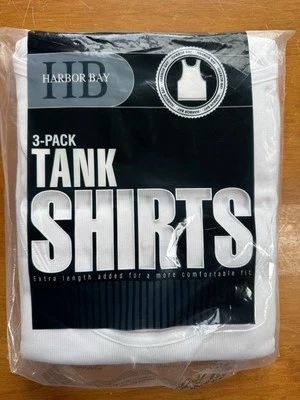 HB
HARBOR BAY
3-PACK
TANK
SHIRTS
Extra length added for a more comfortable fit.